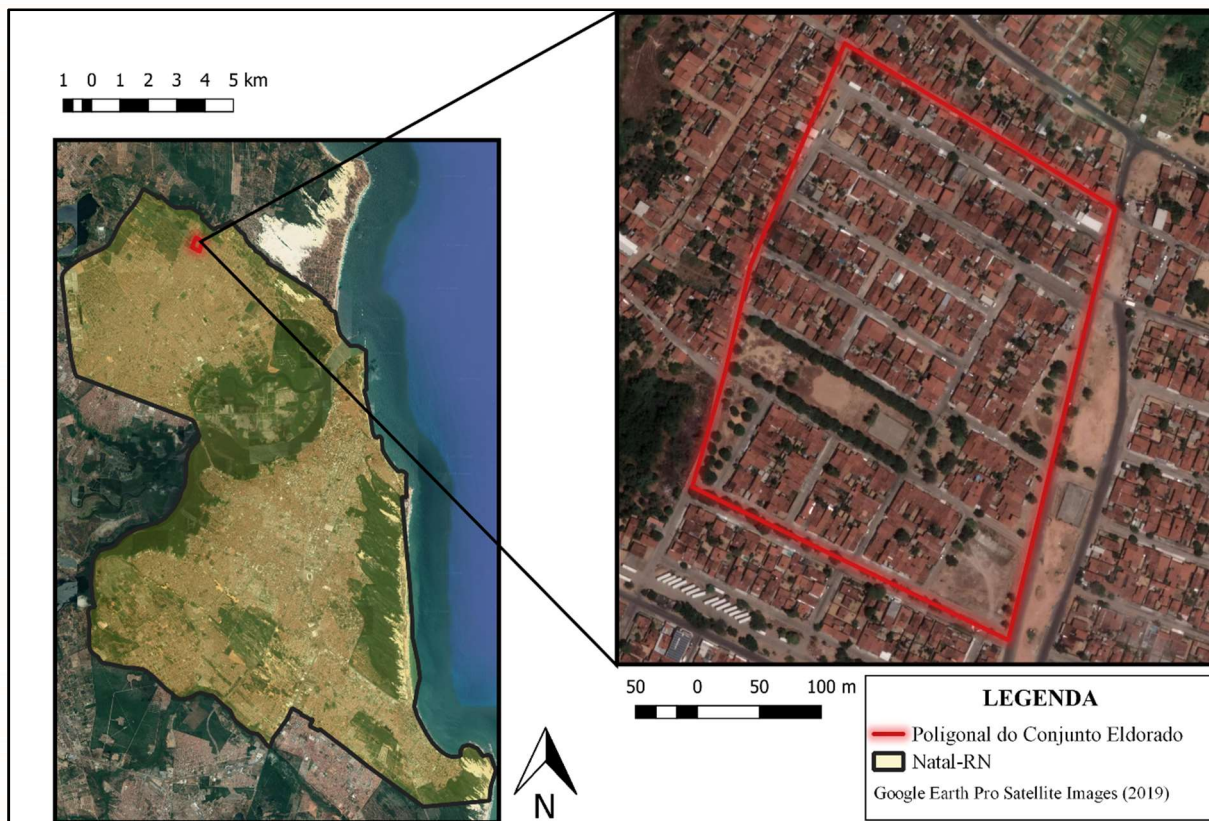 1 0 1 2 3 4 5 km
50 0 50 100 m
N
LEGENDA
Poligonal do Conjunto Eldorado
Natal-RN
Google Earth Pro Satellite Images (2019)